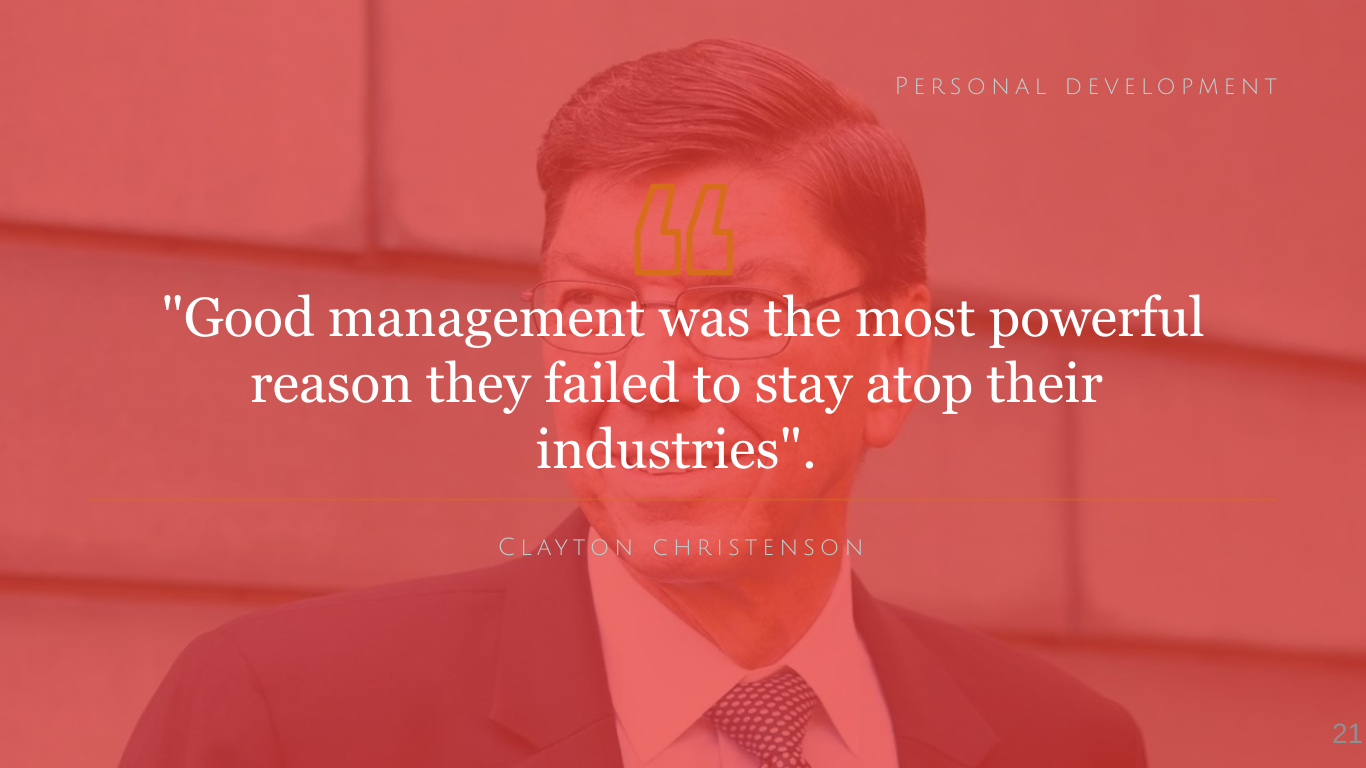 Personal development
"Good management was the most powerful
reason they failed to stay atop their
industries".
Clayton christenson
21